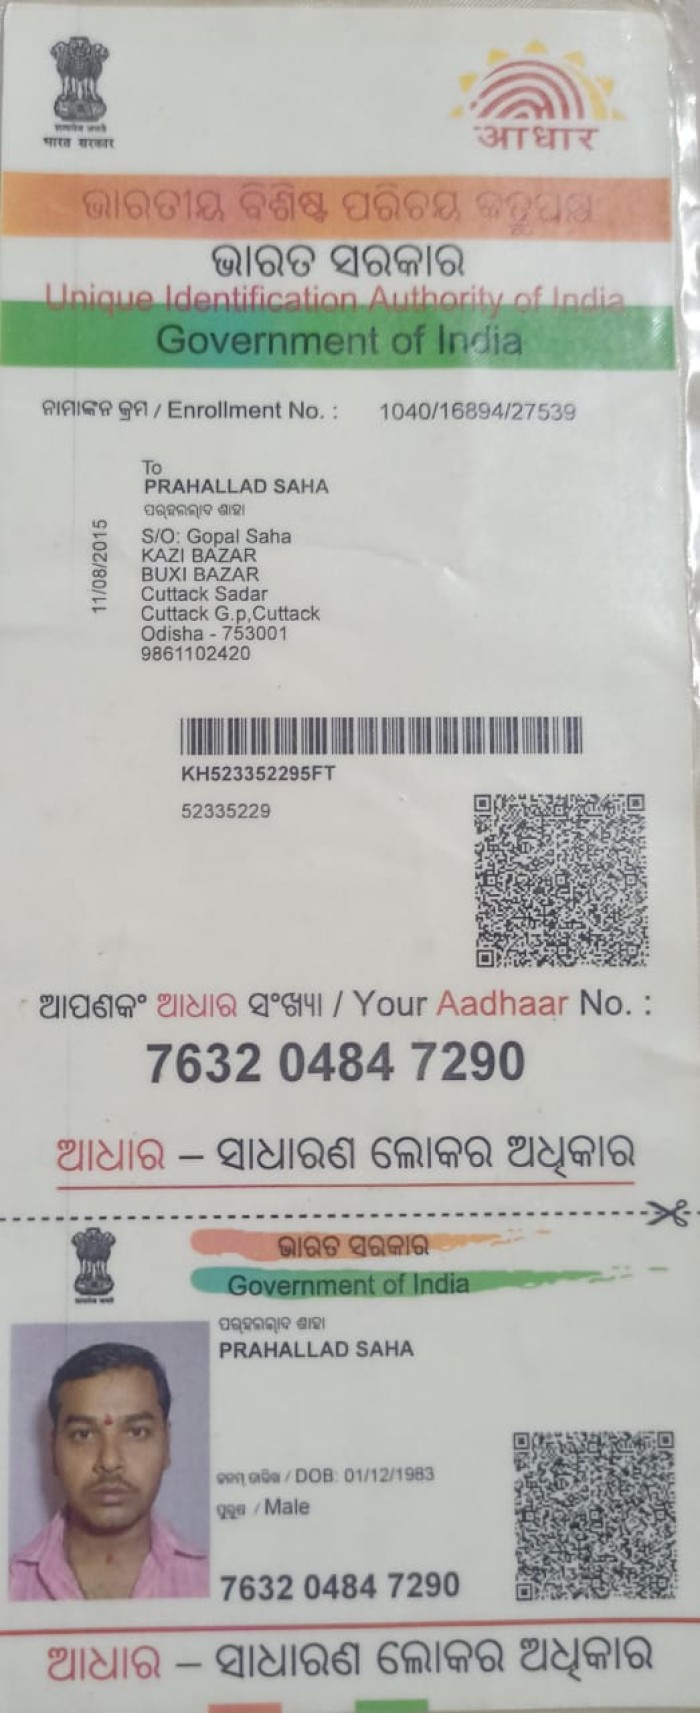 भारत सरकार
आधार
ଭାରତୀୟ ବିଶିଷ୍ଟ ପରିଚୟ କର୍ତ୍ତୃପକ୍ଷ
ଭାରତ ସରକାର
Unique Identification Authority of India
Government of India
ନାମାଙ୍କନ କ୍ରମ / Enrollment No. : 1040/16894/27539
To
PRAHALLAD SAHA
ଶାହା
S/O: Gopal Saha
KAZI BAZAR
BUXI BAZAR
Cuttack Sadar
Cuttack G.p,Cuttack
Odisha - 753001
9861102420
11/08/2015
KH523352295FT
52335229
ଆପଣଙ୍କ ଆଧାର ସଂଖ୍ୟା / Your Aadhaar No. :
7632 0484 7290
ଆଧାର – ସାଧାରଣ ଲୋକର ଅଧିକାର
ଭାରତ ସରକାର
Government of India
ଶାହା
PRAHALLAD SAHA
/ DOB: 01/12/1983
ପୁରୁଷ / Male
7632 0484 7290
ଆଧାର – ସାଧାରଣ ଲୋକର ଅଧିକାର